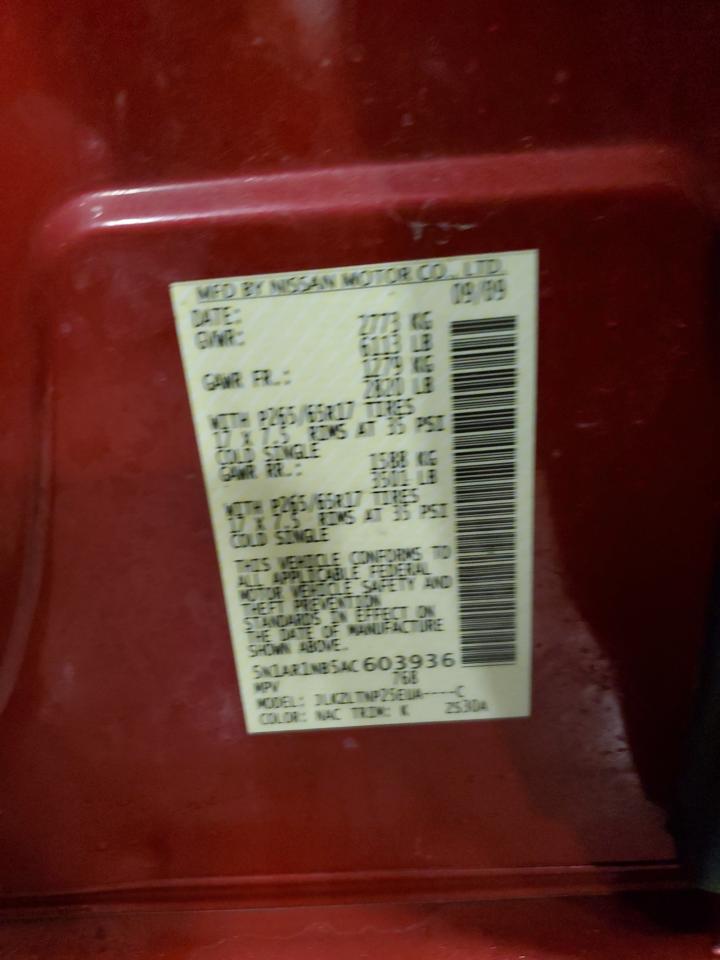 MFD BY NISSAN MOTOR CO., LTD.
DATE: 09/09
GVWR: 2773 KG
6113 LB
GAWR FR.: 1279 KG
2820 LB
WITH P265/65R17 TIRES
17 X 7.5 RIMS AT 35 PSI
COLD SINGLE
GAWR RR.: 1588 KG
3501 LB
WITH P265/65R17 TIRES
17 X 7.5 RIMS AT 35 PSI
COLD SINGLE
THIS VEHICLE CONFORMS TO
ALL APPLICABLE FEDERAL
MOTOR VEHICLE SAFETY AND
THEFT PREVENTION
STANDARDS IN EFFECT ON
THE DATE OF MANUFACTURE
SHOWN ABOVE.
5N1AR1NB5AC603936
MPV 768
MODEL: JLKZLTNP25EUA----C
COLOR: NAC TRIM: K 2530A